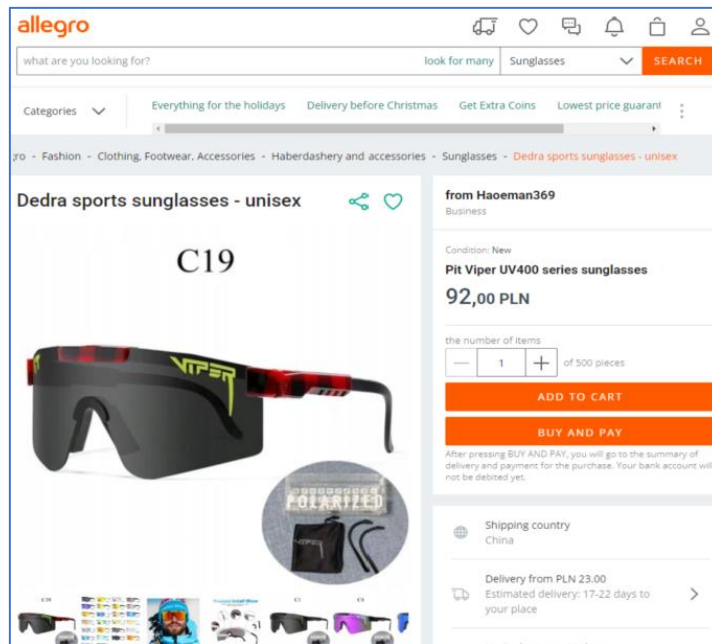 allegro
what are you looking for?
look for many
Sunglasses
SEARCH
Categories
Everything for the holidays
Delivery before Christmas
Get Extra Coins
Lowest price guarant
ro - Fashion - Clothing, Footwear, Accessories - Haberdashery and accessories - Sunglasses - Dedra sports sunglasses - unisex
Dedra sports sunglasses - unisex
C19
VIPER
POLARIZED
VIPER
from Haoeman369
Business
Condition: New
Pit Viper UV400 series sunglasses
92,00 PLN
the number of items
— 1 + of 500 pieces
ADD TO CART
BUY AND PAY
After pressing BUY AND PAY, you will go to the summary of
delivery and payment for the purchase. Your bank account will
not be debited yet.
Shipping country
China
Delivery from PLN 23.00
Estimated delivery: 17-22 days to
your place